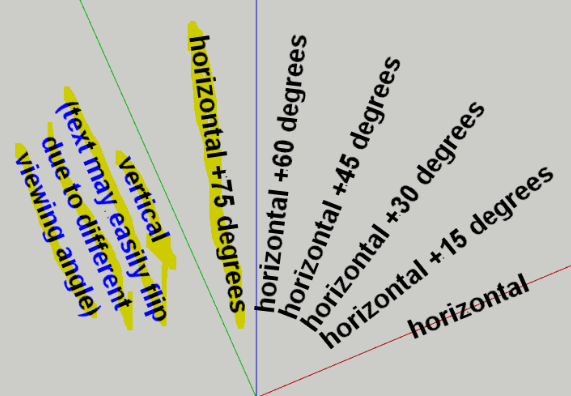 vertical
(text may easily flip
due to different
viewing angle)
horizontal +75 degrees
horizontal +60 degrees
horizontal +45 degrees
horizontal +30 degrees
horizontal +15 degrees
horizontal